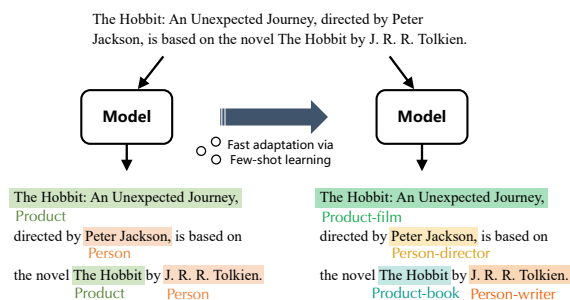 The Hobbit: An Unexpected Journey, directed by Peter
Jackson, is based on the novel The Hobbit by J. R. R. Tolkien.
Model
Model
Fast adaptation via
Few-shot learning
The Hobbit: An Unexpected Journey,
Product
directed by Peter Jackson, is based on
Person
the novel The Hobbit by J. R. R. Tolkien.
Product Person
The Hobbit: An Unexpected Journey,
Product-film
directed by Peter Jackson, is based on
Person-director
the novel The Hobbit by J. R. R. Tolkien.
Product-book Person-writer